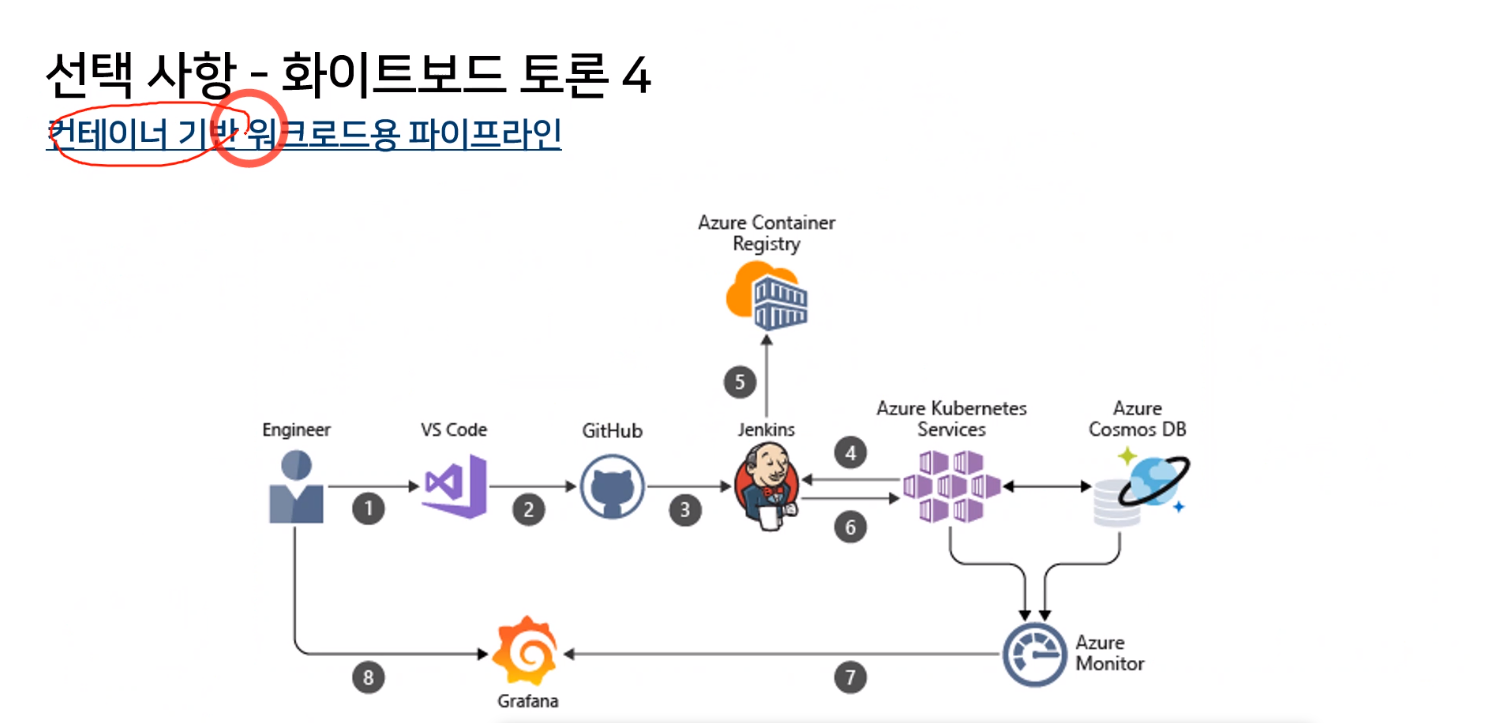 선택 사항 - 화이트보드 토론 4
컨테이너 기반 워크로드용 파이프라인
Azure Container
Registry
5
Engineer
VS Code
GitHub
Jenkins
Azure Kubernetes
Services
Azure
Cosmos DB
4
1
2
3
6
Azure
Monitor
8
7
Grafana